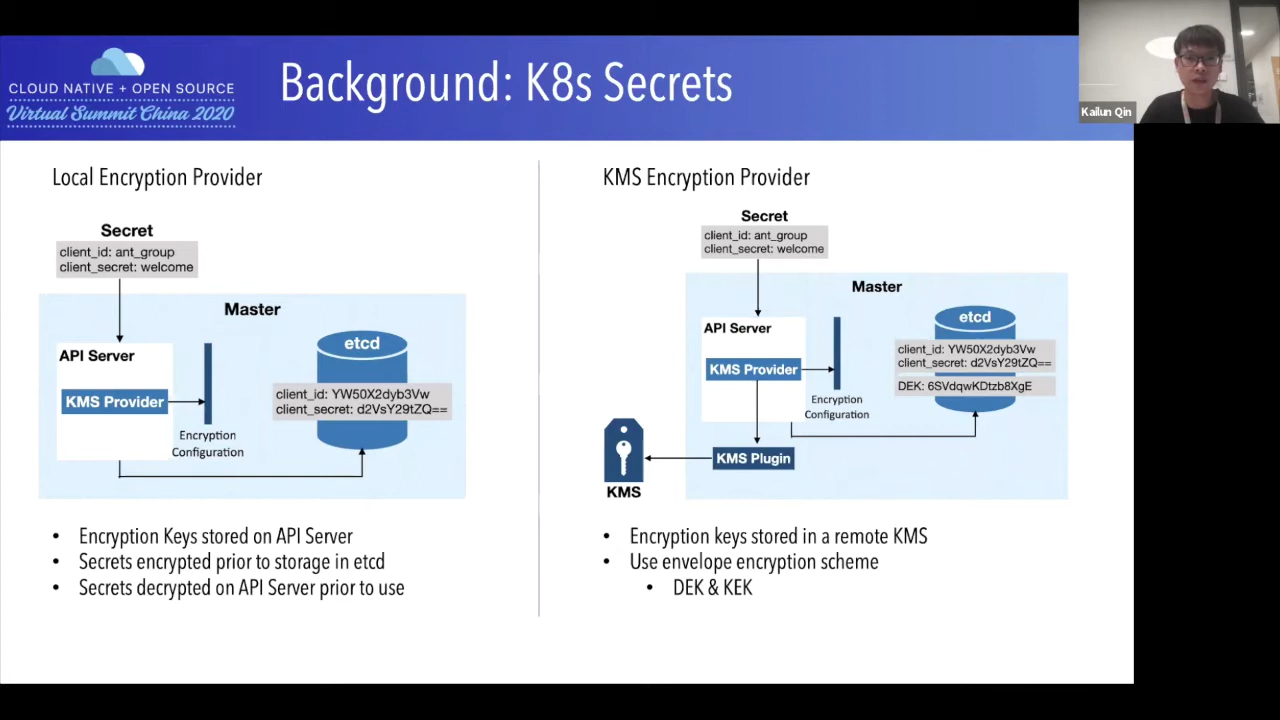 CLOUD NATIVE + OPEN SOURCE
Virtual Summit China 2020
Background: K8s Secrets
Kailun Qin
Local Encryption Provider
Secret
client_id: ant_group
client_secret: welcome
Master
API Server
KMS Provider
Encryption
Configuration
etcd
client_id: YW50X2dyb3Vw
client_secret: d2VsY29tZQ==
• Encryption Keys stored on API Server
• Secrets encrypted prior to storage in etcd
• Secrets decrypted on API Server prior to use
KMS Encryption Provider
Secret
client_id: ant_group
client_secret: welcome
Master
API Server
KMS Provider
Encryption
Configuration
etcd
client_id: YW50X2dyb3Vw
client_secret: d2VsY29tZQ==
DEK: 6SVdqwKDtzb8XgE
KMS Plugin
KMS
• Encryption keys stored in a remote KMS
• Use envelope encryption scheme
• DEK & KEK